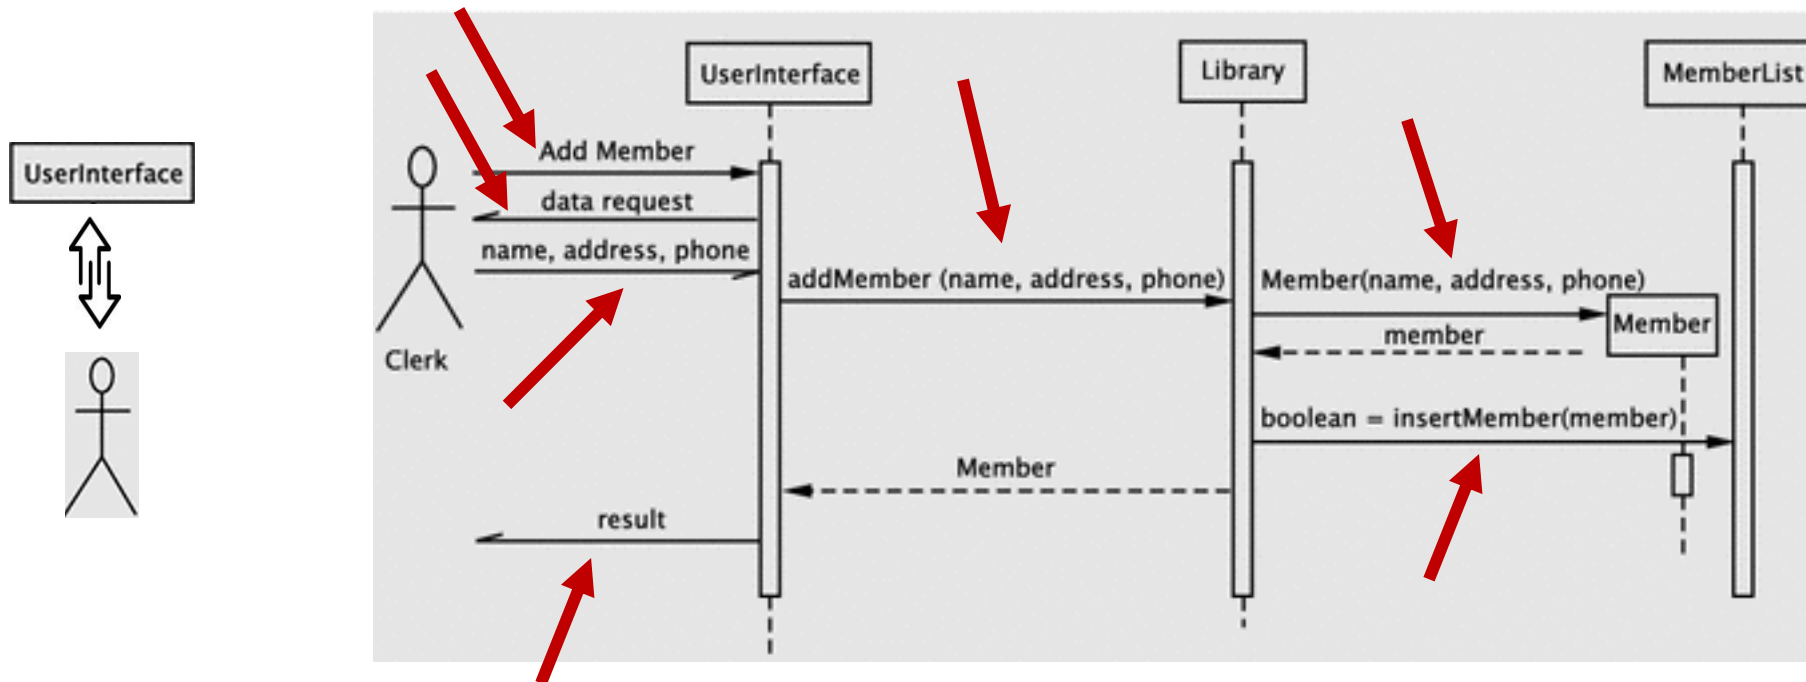 UserInterface
UserInterface
Library
MemberList
Add Member
data request
name, address, phone
addMember (name, address, phone)
Member(name, address, phone)
Member
member
Clerk
boolean = insertMember(member)
Member
result